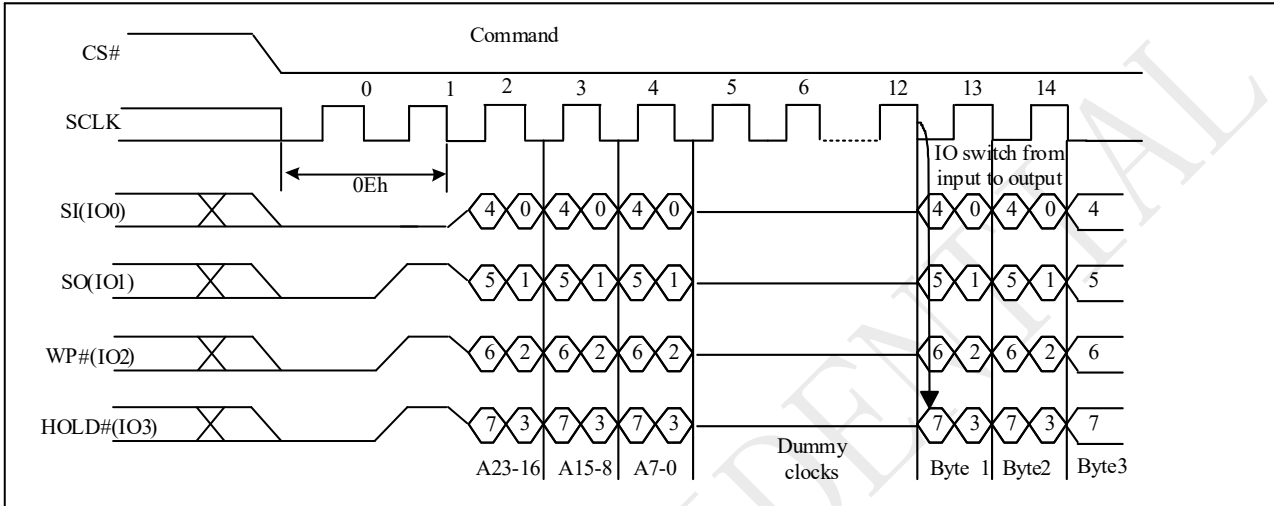 Command
CS#
0 1 2 3 4 5 6 12 13 14
SCLK
IO switch from
input to output
0Eh
SI(IO0) 4 0 4 0 4 0 4 0 4 0 4
SO(IO1) 5 1 5 1 5 1 5 1 5 1 5
WP#(IO2) 6 2 6 2 6 2 6 2 6 2 6
HOLD#(IO3) 7 3 7 3 7 3 7 3 7 3 7
Dummy
clocks
A23-16 A15-8 A7-0 Byte 1 Byte2 Byte3